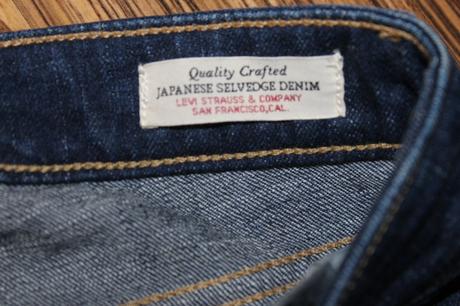 Quality Crafted
JAPANESE SELVEDGE DENIM
LEVI STRAUSS & COMPANY
SAN FRANCISCO, CAL.